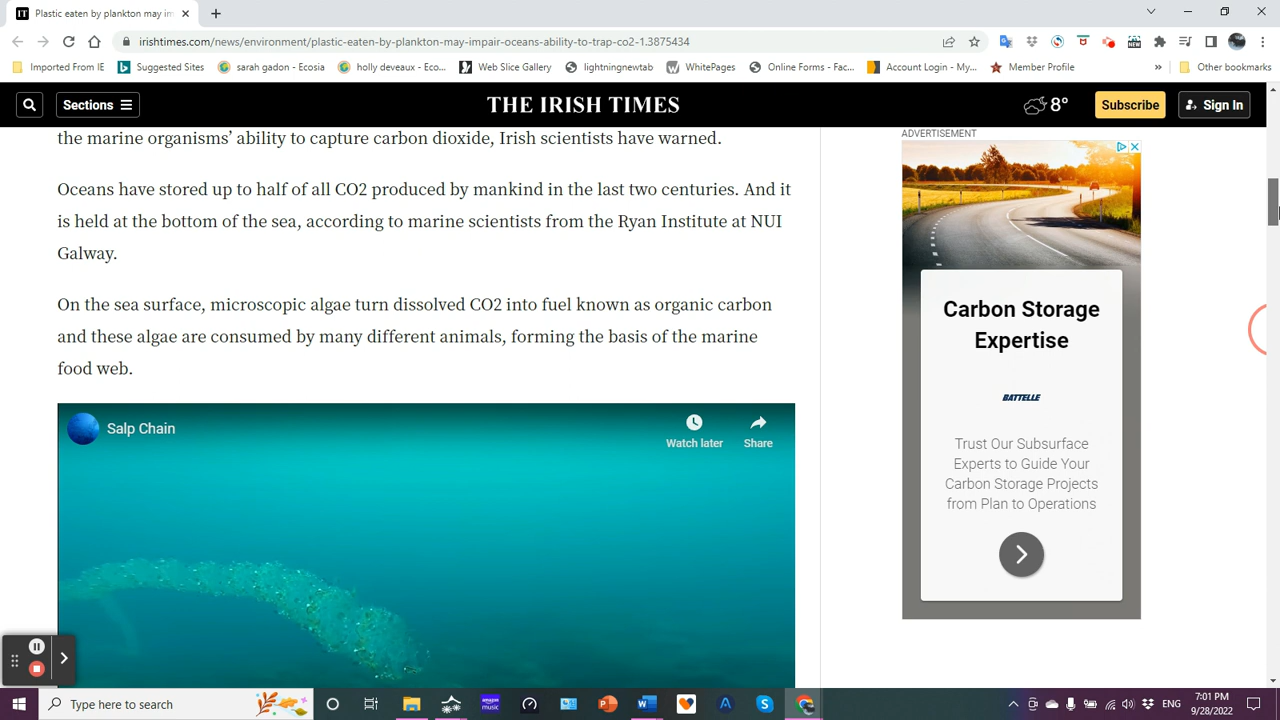 Plastic eaten by plankton may im
irishtimes.com/news/environment/plastic-eaten-by-plankton-may-impair-oceans-ability-to-trap-co2-1.3875434
NEW
Imported From IE
Suggested Sites
sarah gadon - Ecosia
holly deveaux - Eco...
Web Slice Gallery
lightningnewtab
WhitePages
Online Forms - Fac...
Account Login - My...
Member Profile
»
Other bookmarks
Sections
THE IRISH TIMES
8°
Subscribe
Sign In
the marine organisms’ ability to capture carbon dioxide, Irish scientists have warned.
Oceans have stored up to half of all CO2 produced by mankind in the last two centuries. And it
is held at the bottom of the sea, according to marine scientists from the Ryan Institute at NUI
Galway.
On the sea surface, microscopic algae turn dissolved CO2 into fuel known as organic carbon
and these algae are consumed by many different animals, forming the basis of the marine
food web.
Salp Chain
Watch later
Share
ADVERTISEMENT
Carbon Storage
Expertise
BATTELLE
Trust Our Subsurface
Experts to Guide Your
Carbon Storage Projects
from Plan to Operations
Type here to search
amazon
music
ENG
7:01 PM
9/28/2022